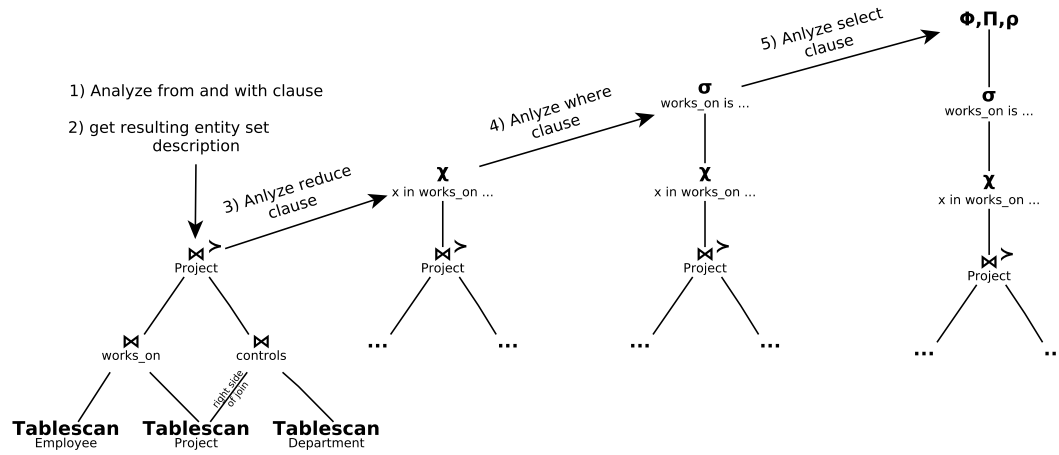 1) Analyze from and with clause
2) get resulting entity set
description
3) Anlyze reduce
clause
4) Anlyze where
clause
5) Anlyze select
clause
⋈≻
Project
⋈
works_on
⋈
controls
right side
of join
Tablescan
Employee
Tablescan
Project
Tablescan
Department
χ
x in works_on ...
⋈≻
Project
...
...
σ
works_on is ...
χ
x in works_on ...
⋈≻
Project
...
...
Φ,Π,ρ
σ
works_on is ...
χ
x in works_on ...
⋈≻
Project
...
..